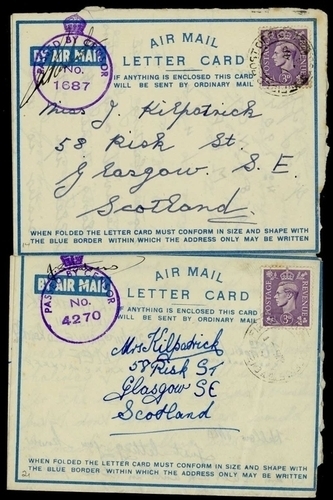 PASSED BY CENSOR
No.
1687
BY AIR MAIL
AIR MAIL
LETTER CARD
IF ANYTHING IS ENCLOSED THIS CARD
WILL BE SENT BY ORDINARY MAIL
POSTAGE REVENUE
Miss J. Kilpatrick
58 Risk St.
Glasgow. S. E.
Scotland
WHEN FOLDED THE LETTER CARD MUST CONFORM IN SIZE AND SHAPE WITH
THE BLUE BORDER WITHIN WHICH THE ADDRESS ONLY MAY BE WRITTEN
PASSED BY CENSOR
No.
4270
BY AIR MAIL
AIR MAIL
LETTER CARD
IF ANYTHING IS ENCLOSED THIS CARD
WILL BE SENT BY ORDINARY MAIL
POSTAGE REVENUE
3D
Mrs Kilpatrick
58 Risk St
Glasgow SE
Scotland
WHEN FOLDED THE LETTER CARD MUST CONFORM IN SIZE AND SHAPE WITH
THE BLUE BORDER WITHIN WHICH THE ADDRESS ONLY MAY BE WRITTEN